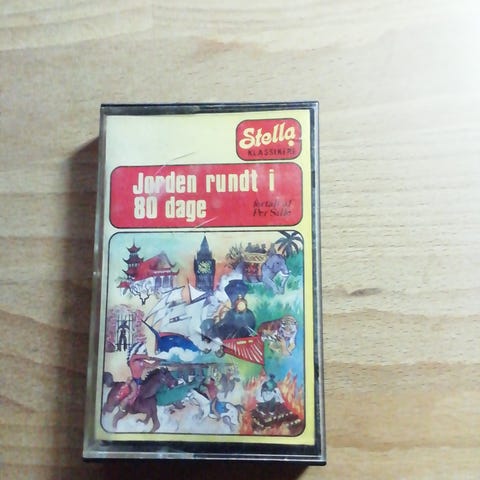 Stella
KLASSIKERE
Jorden rundt i
80 dage
fortalt af
Per Sille